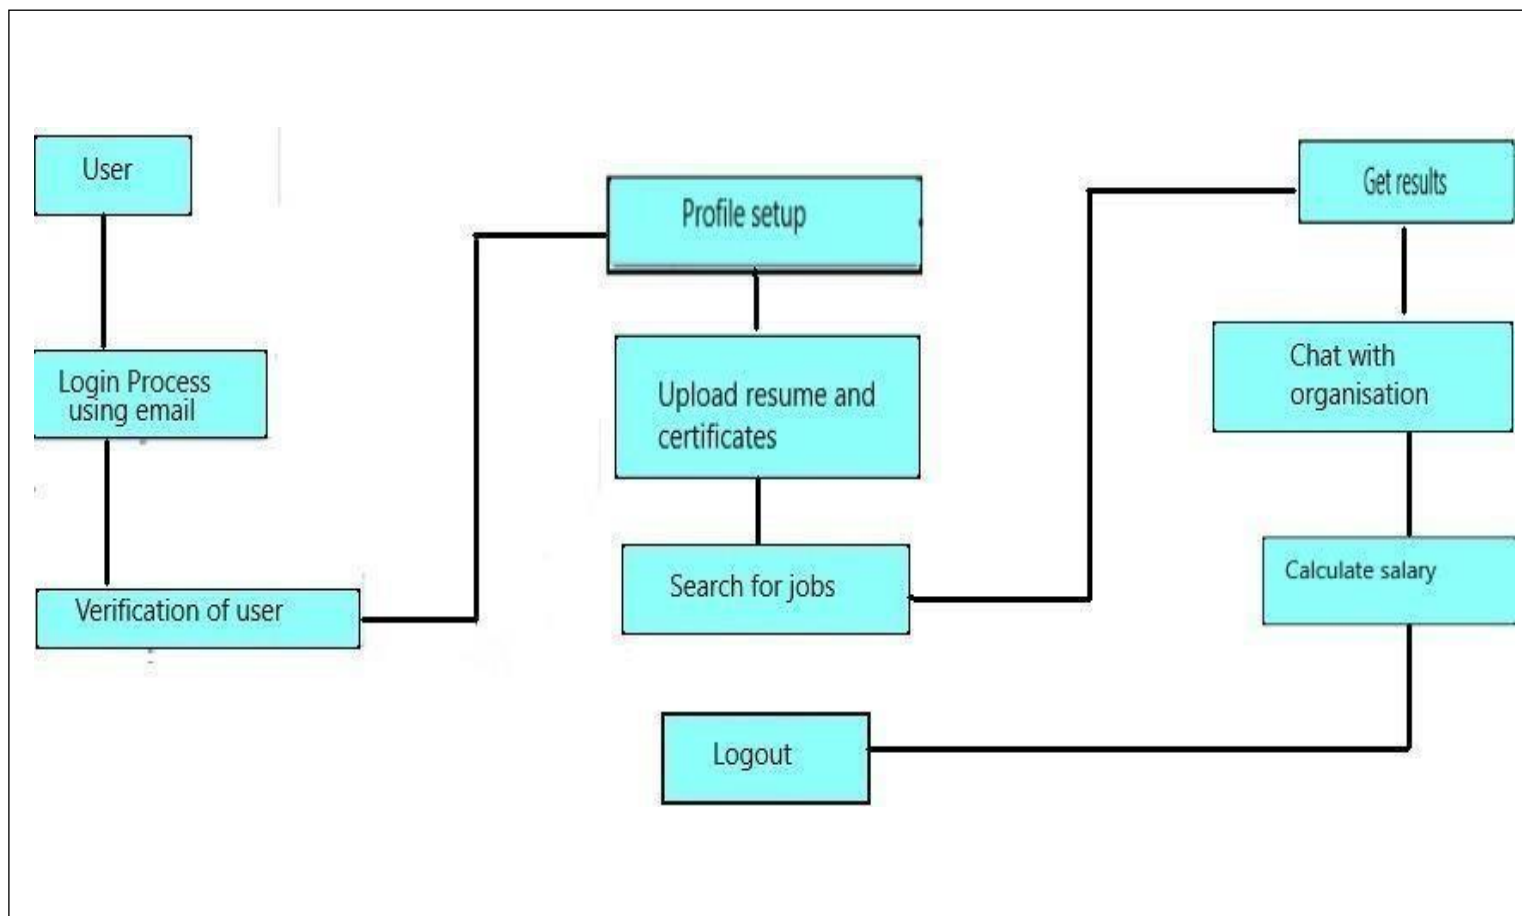 User
Login Process
using email
Verification of user
Profile setup
Upload resume and
certificates
Search for jobs
Get results
Chat with
organisation
Calculate salary
Logout